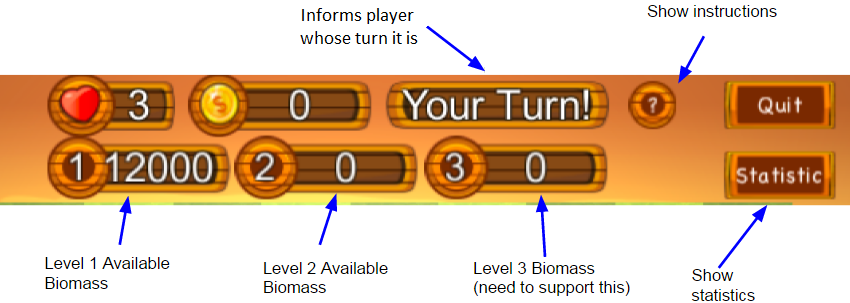 Informs player
whose turn it is
Show instructions
3
0
Your Turn!
?
Quit
1 12000
2 0
3 0
Statistic
Level 1 Available
Biomass
Level 2 Available
Biomass
Level 3 Biomass
(need to support this)
Show
statistics